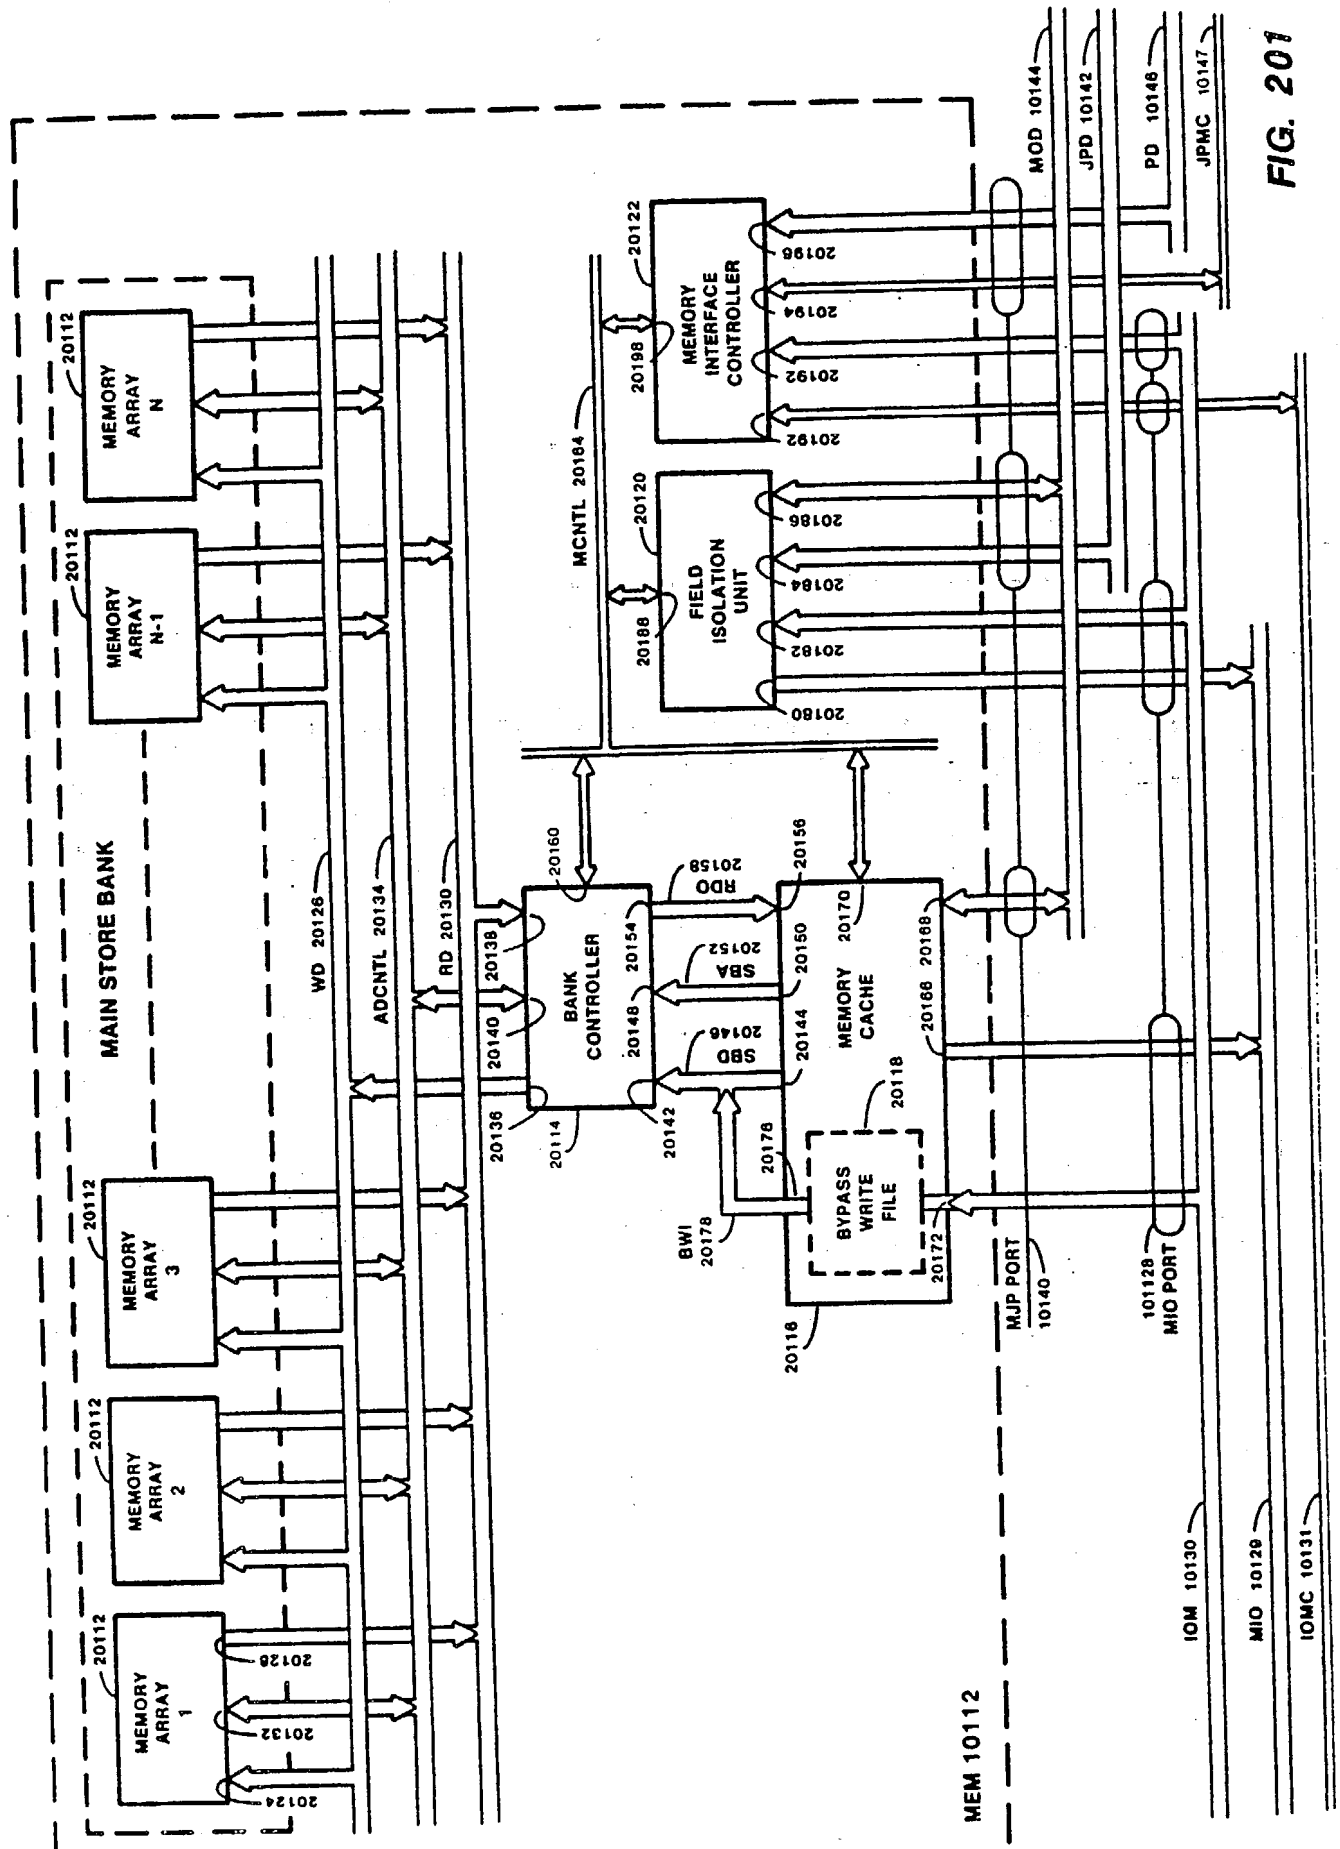 MAIN STORE BANK
20112
MEMORY
ARRAY
1
20112
MEMORY
ARRAY
2
20112
MEMORY
ARRAY
3
20112
MEMORY
ARRAY
N-1
20112
MEMORY
ARRAY
N
20124
20132
20128
WD 20126
ADCNTL 20134
RD 20130
20136
20140
20138
20160
20114
BANK
CONTROLLER
20142
20148
20154
SBD
20146
SBA
20152
RDO
20158
BWI
20178
20176
20144
20150
20156
20116
MEMORY
CACHE
20118
BYPASS
WRITE
FILE
20172
20166
20168
20170
MCNTL 20164
20188
20120
FIELD
ISOLATION
UNIT
20180
20182
20184
20186
20198
20122
MEMORY
INTERFACE
CONTROLLER
20192
20192
20194
20196
MEM 10112
MJP PORT
10140
101128
MIO PORT
MOD 10144
JPD 10142
PD 10146
JPMC 10147
IOM 10130
MIO 10129
IOMC 10131
FIG. 201